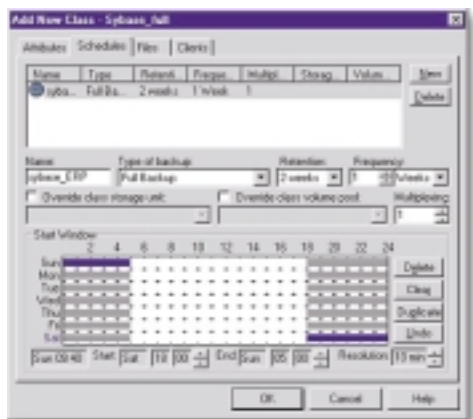 Add New Class - Sybase_full
Attributes Schedules Files Clients
Name Type Retenti... Freque... Multipl... Storag... Volum...
syba... Full Ba... 2 weeks 1 Week 1
New
Delete
Name Type of backup Retention Frequency
sybase_ERP Full Backup 2 weeks 1 Weeks
Override class storage unit: Override class volume pool: Multiplexing
1
Start Window
2 4 6 8 10 12 14 16 18 20 22 24
Sun
Mon
Tue
Wed
Thu
Fri
Sat
Delete
Clear
Duplicate
Undo
Start Sat 18 00 End Sun 05 00 Resolution 10 min
OK Cancel Help